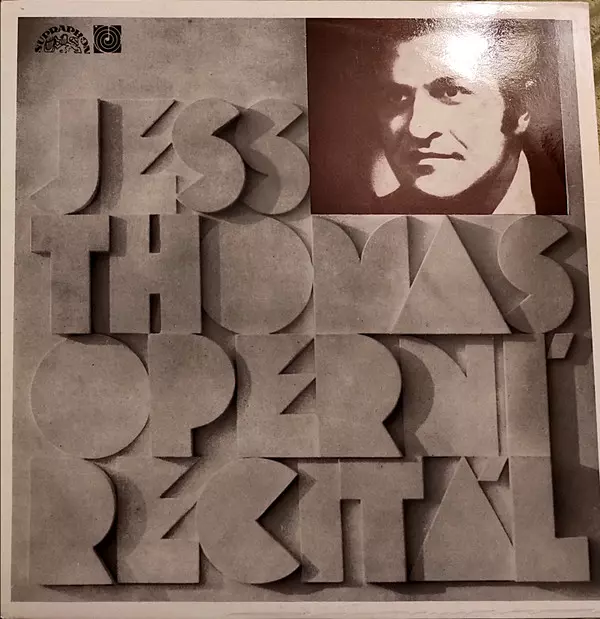 SUPRAPHON
JESS
THOMAS
OPERNÍ
RECITÁL